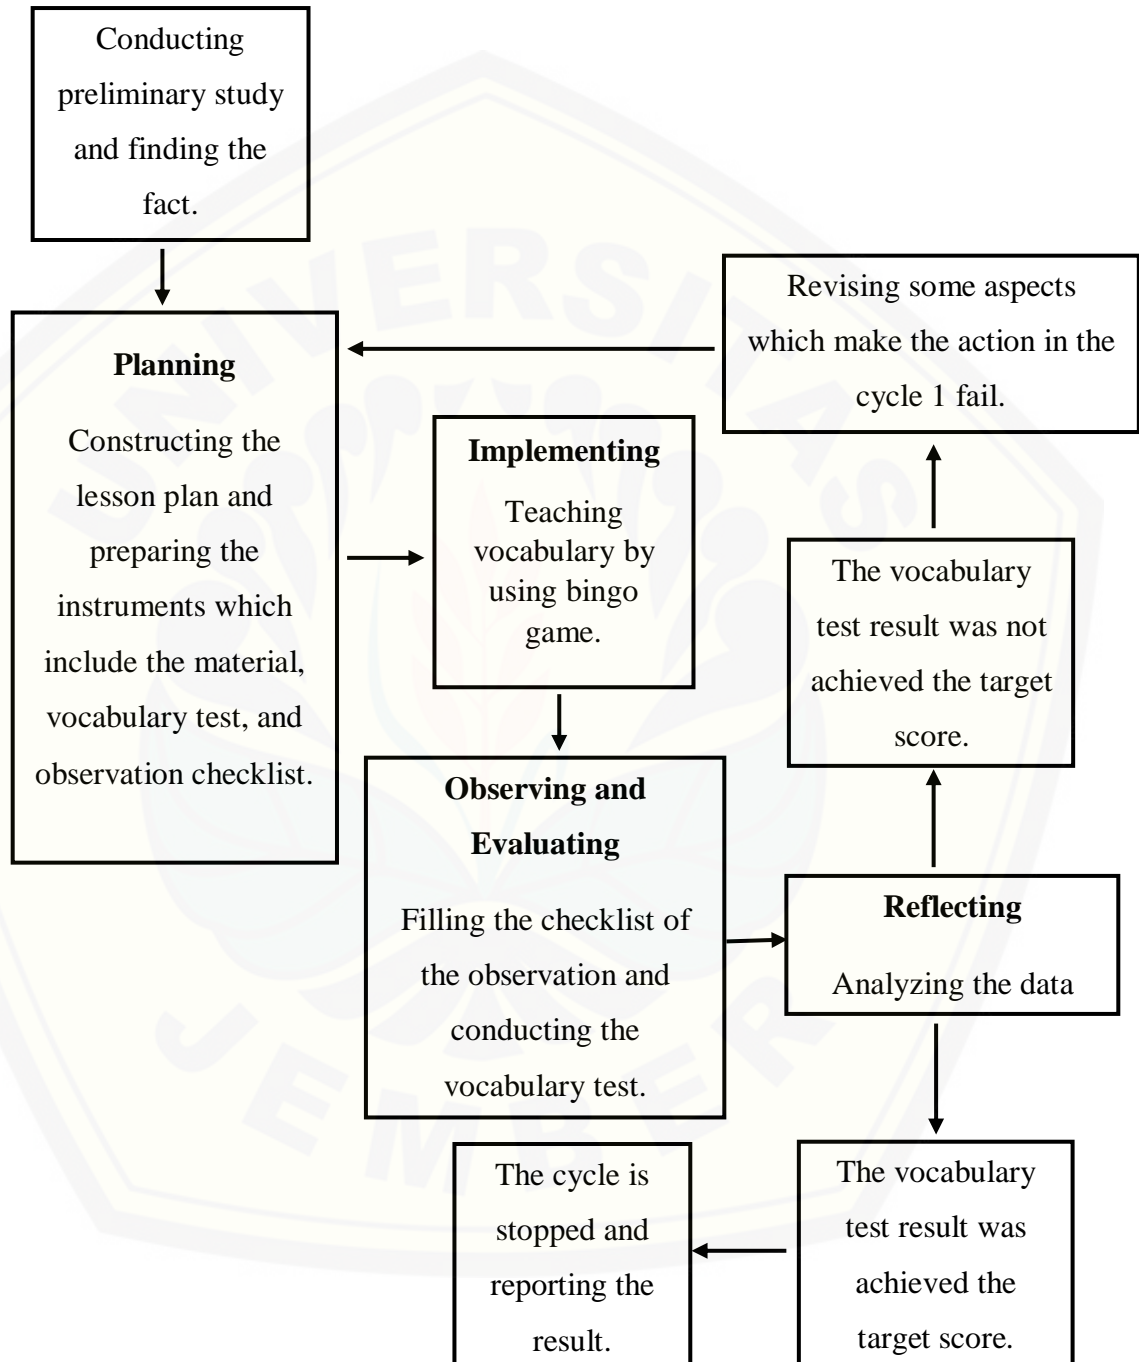 Conducting
preliminary study
and finding the
fact.
Planning
Constructing the
lesson plan and
preparing the
instruments which
include the material,
vocabulary test, and
observation checklist.
Implementing
Teaching
vocabulary by
using bingo
game.
Observing and
Evaluating
Filling the checklist of
the observation and
conducting the
vocabulary test.
Reflecting
Analyzing the data
The vocabulary
test result was not
achieved the target
score.
Revising some aspects
which make the action in the
cycle 1 fail.
The vocabulary
test result was
achieved the
target score.
The cycle is
stopped and
reporting the
result.
UNIVERSITAS
JEMBER